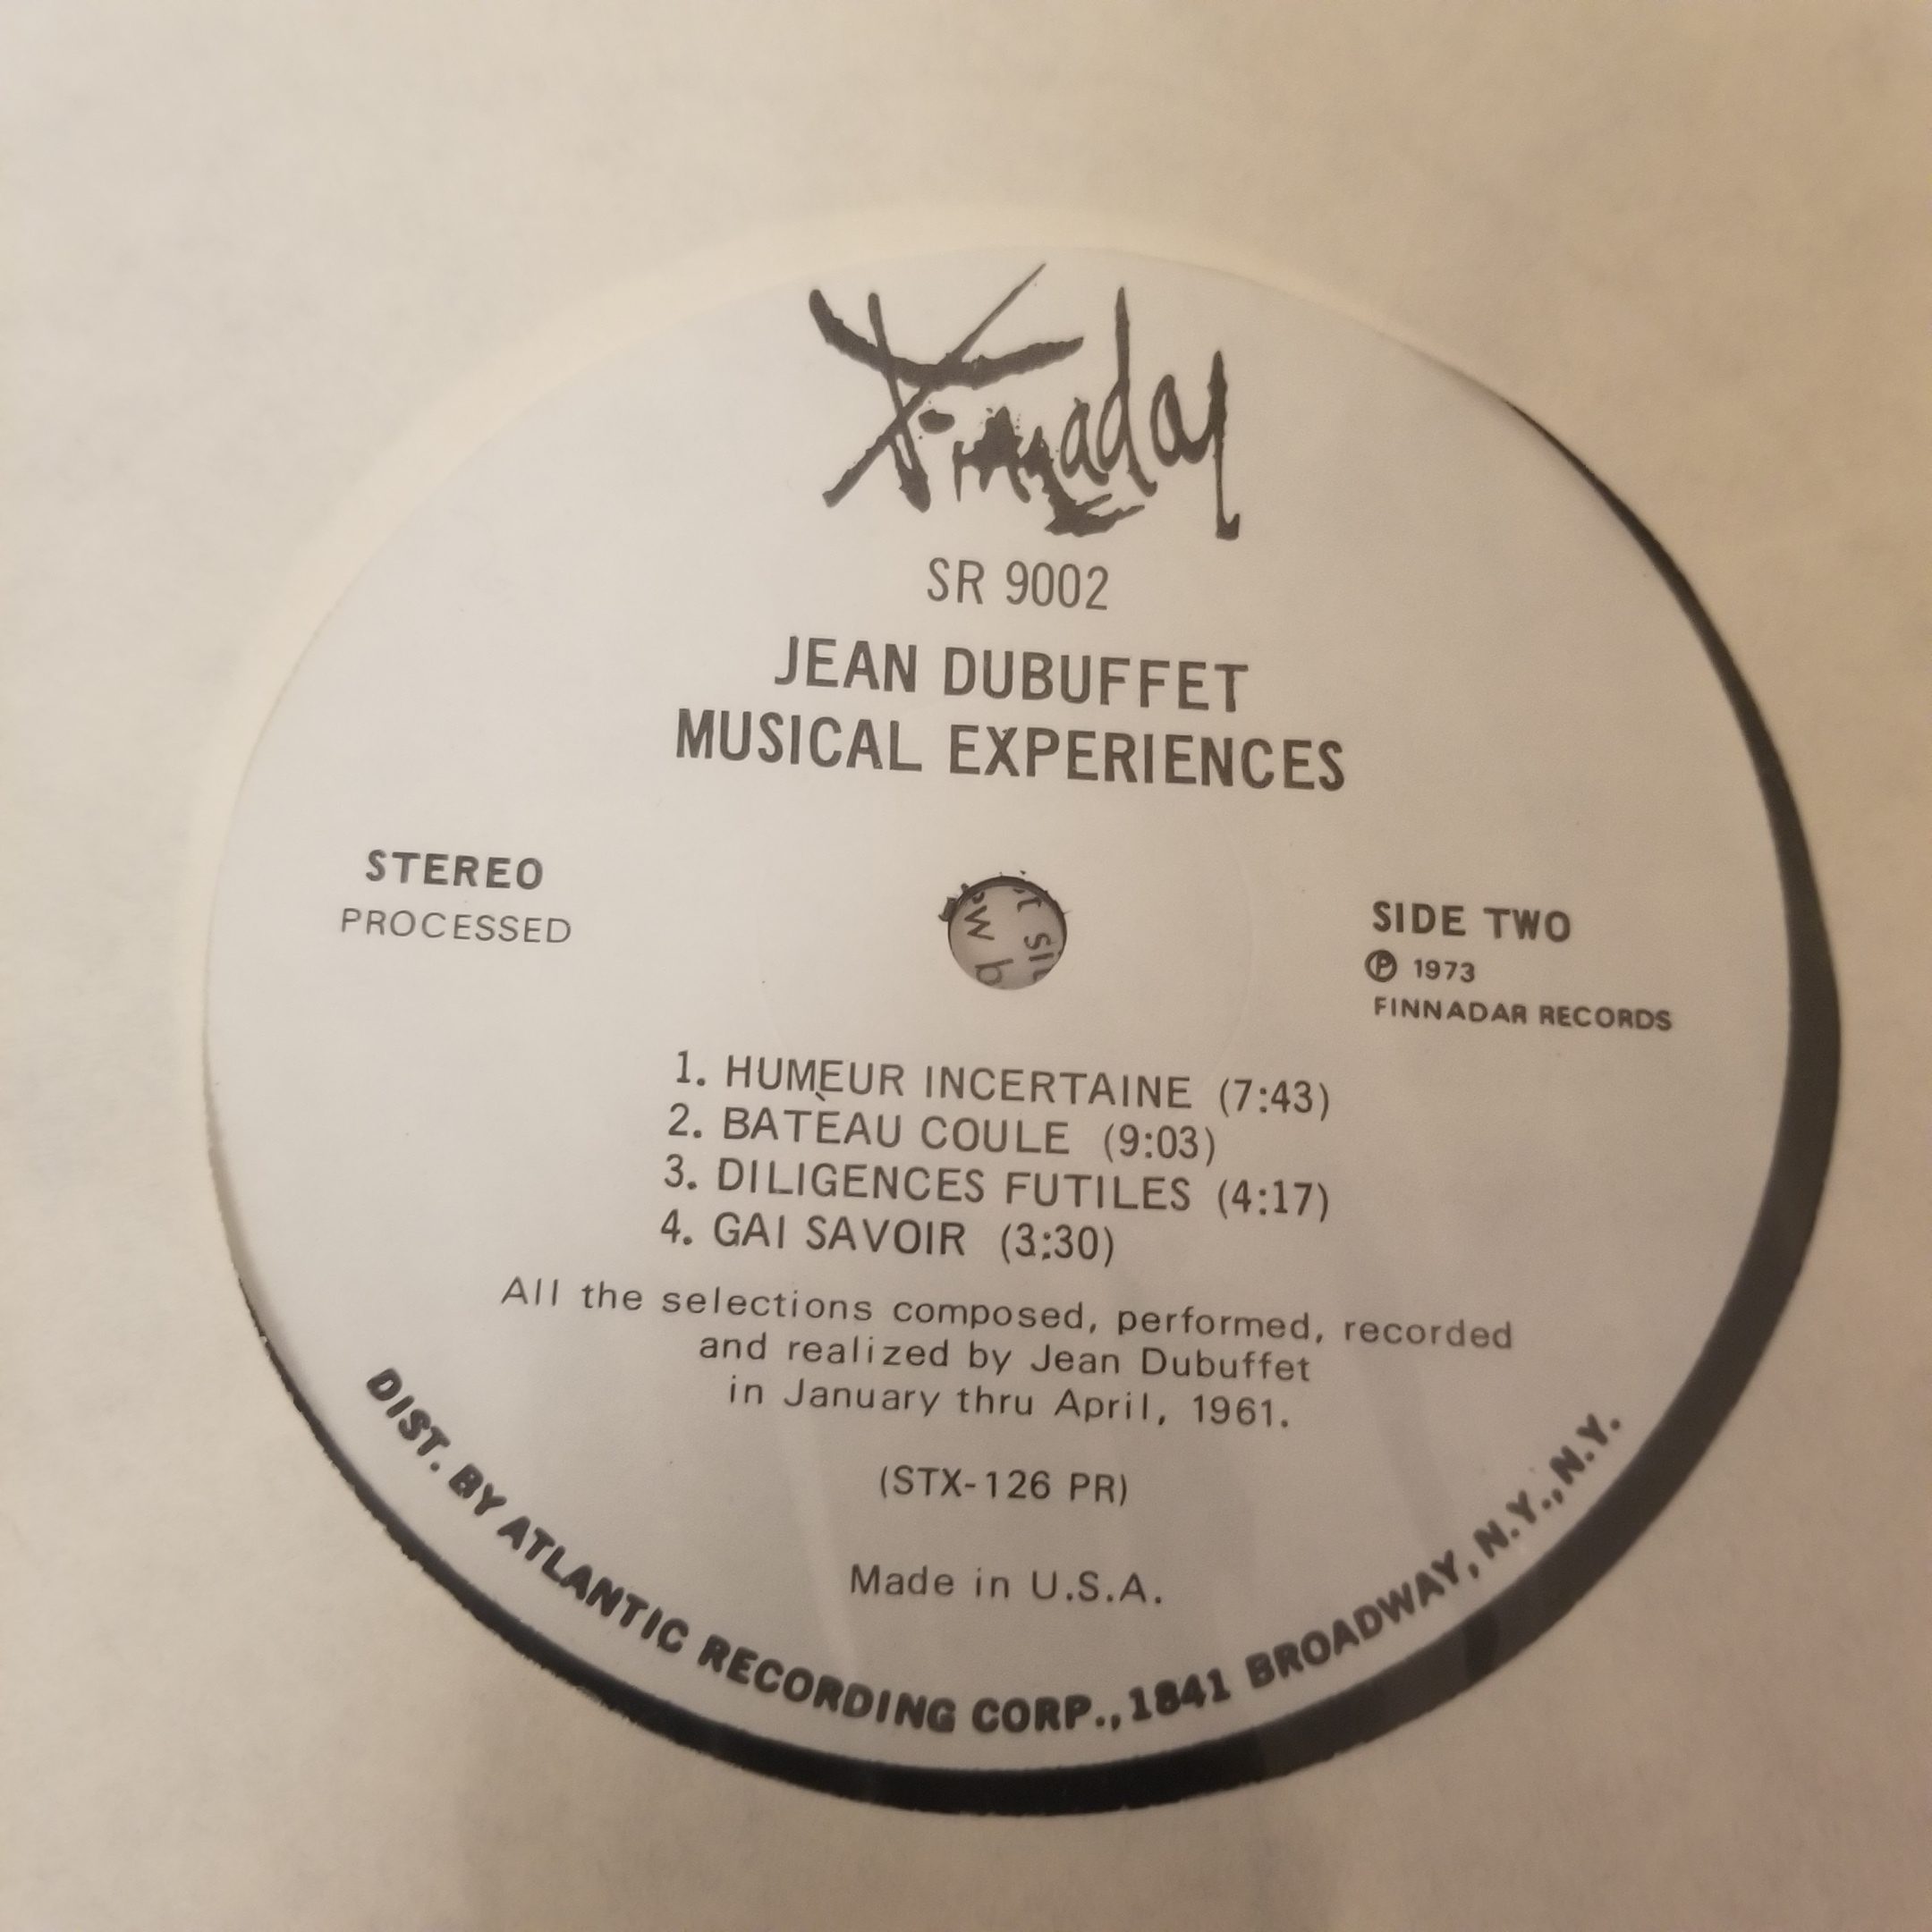 Finnadar
SR 9002
JEAN DUBUFFET
MUSICAL EXPERIENCES
STEREO
PROCESSED
SIDE TWO
Ⓟ 1973
FINNADAR RECORDS
1. HUMEUR INCERTAINE (7:43)
2. BATÈAU COULE (9:03)
3. DILIGENCES FUTILES (4:17)
4. GAI SAVOIR (3:30)
All the selections composed, performed, recorded
and realized by Jean Dubuffet
in January thru April, 1961.
(STX-126 PR)
Made in U.S.A.
DIST. BY ATLANTIC RECORDING CORP., 1841 BROADWAY, N.Y., N.Y.